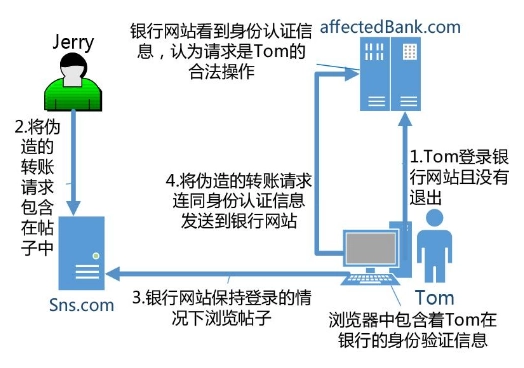 Jerry
银行网站看到身份认证信
息，认为请求是Tom的
合法操作
affectedBank.com
2.将伪
造的
转账
请求
包含
在帖
子中
4.将伪造的转账请求
连同身份认证信息
发送到银行网站
1.Tom登录银
行网站且没有
退出
Sns.com
3.银行网站保持登录的情
况下浏览帖子
Tom
浏览器中包含着Tom在
银行的身份验证信息